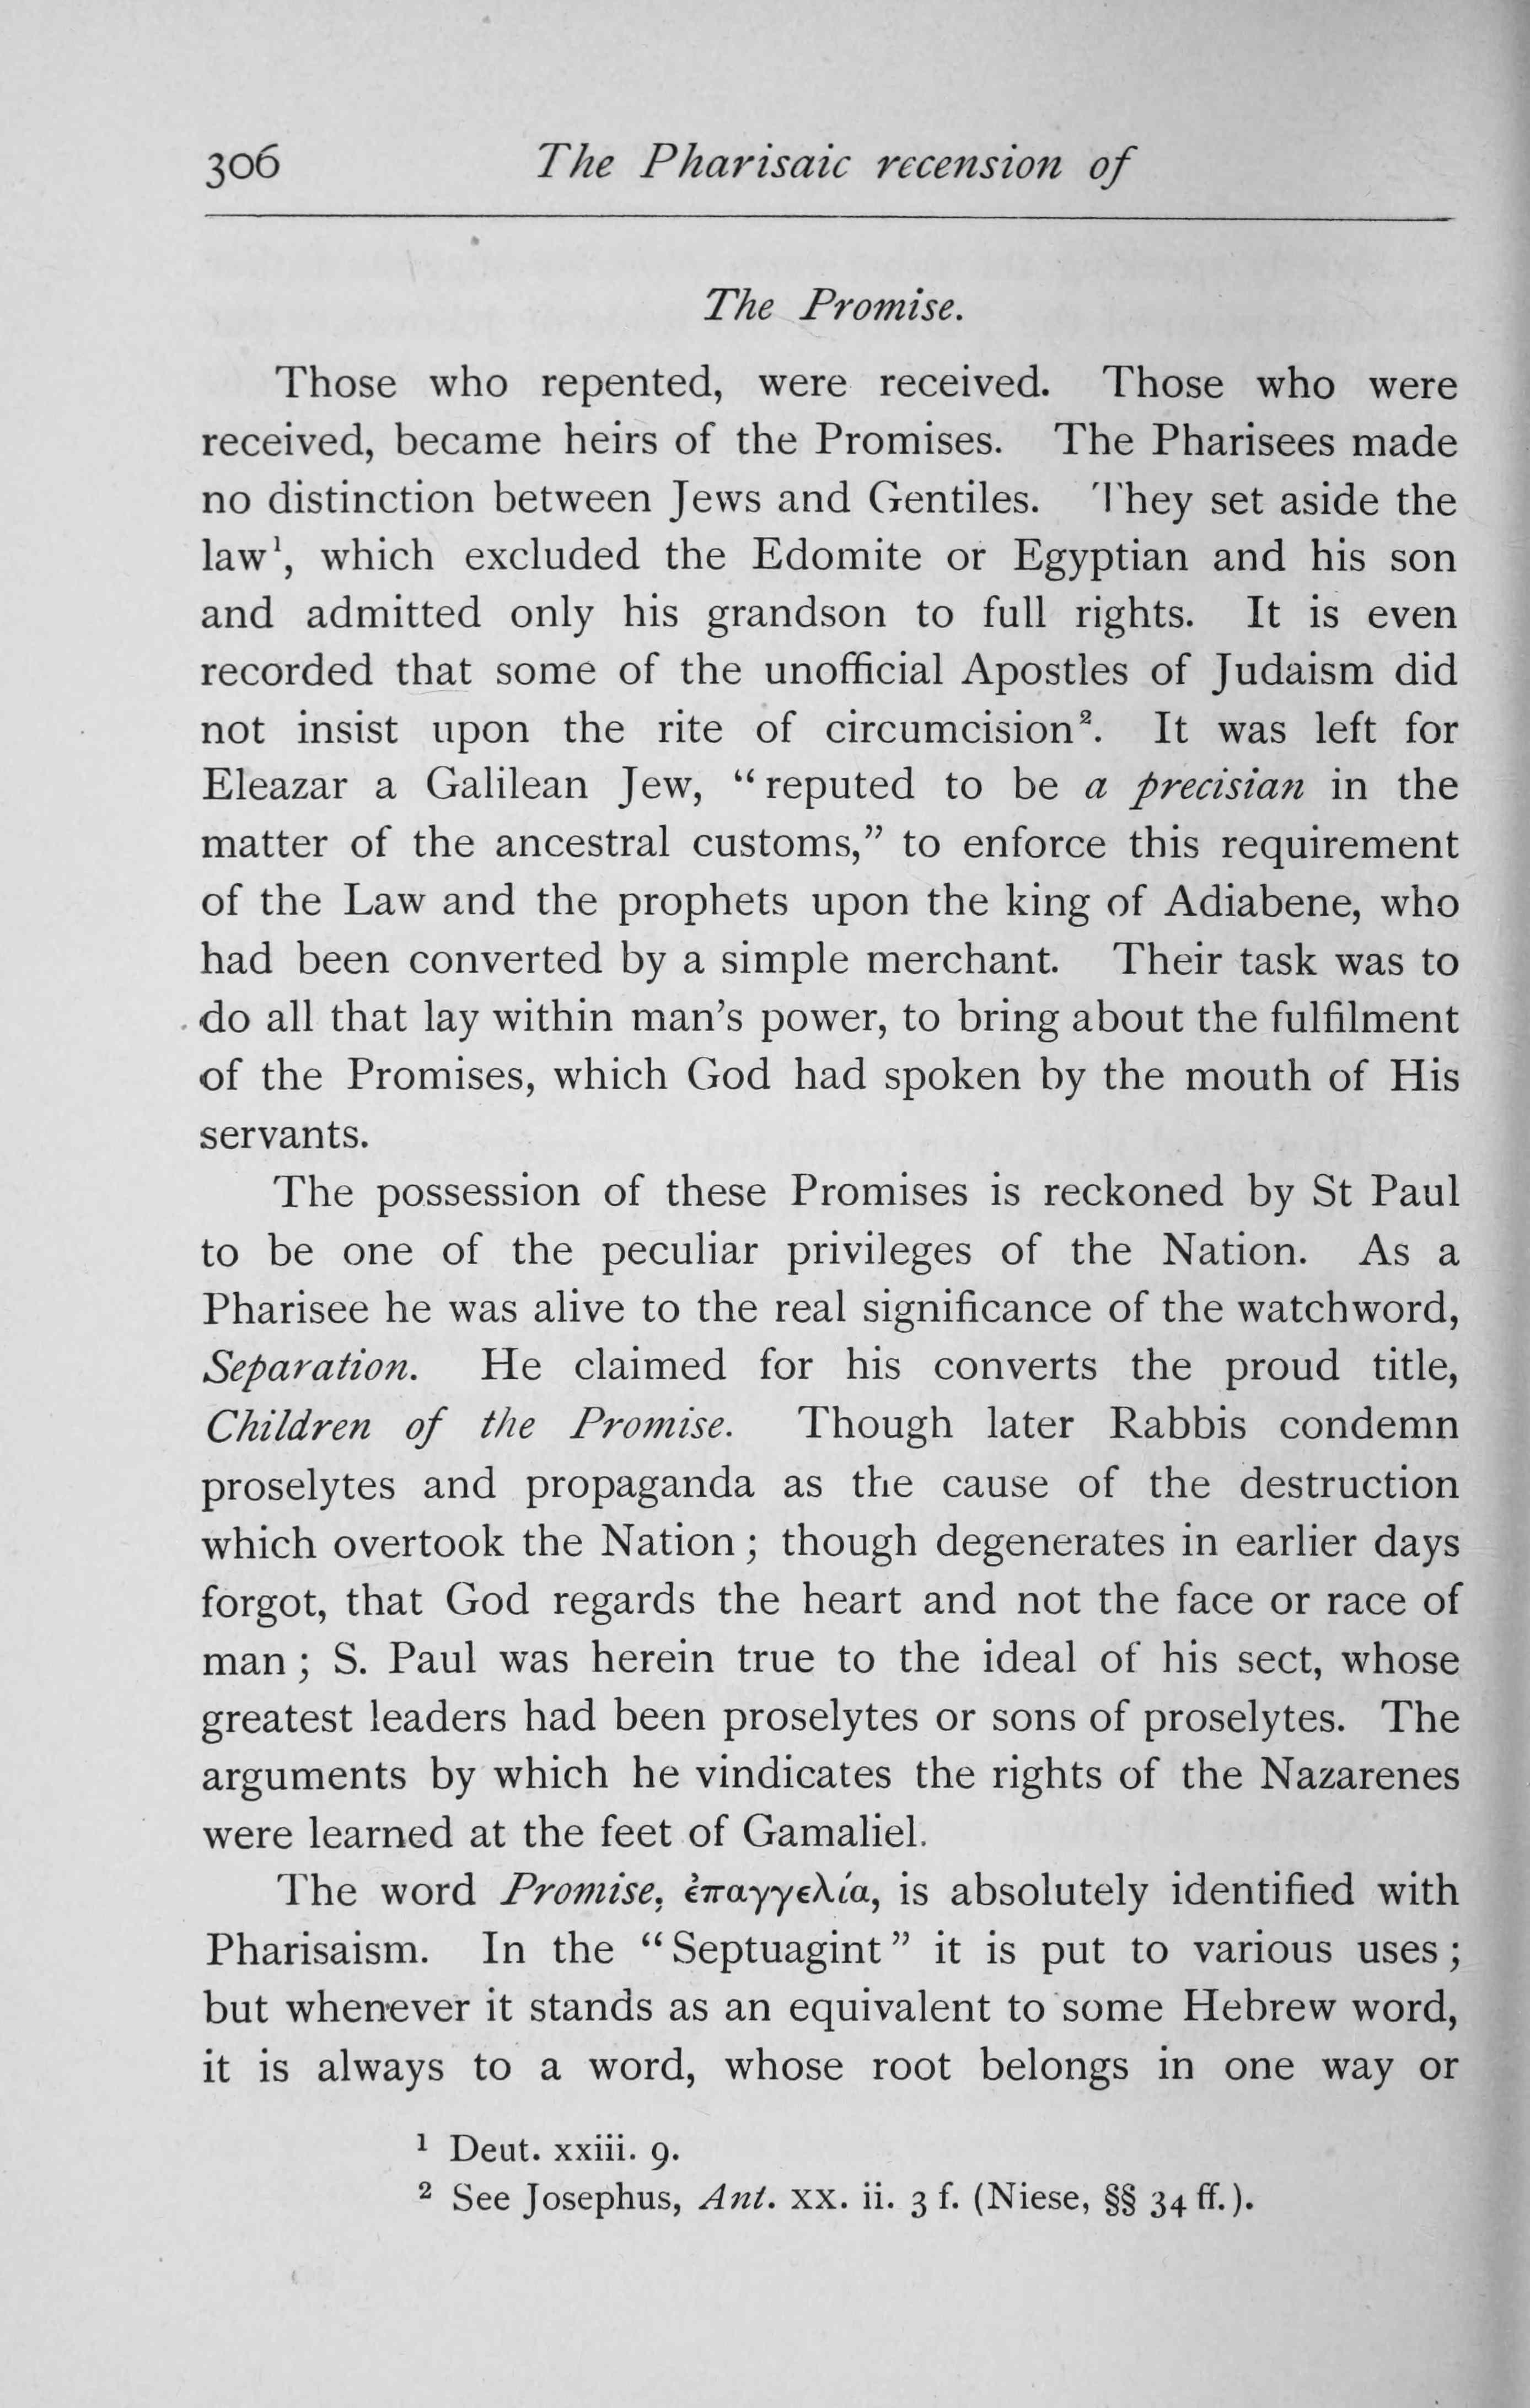 306 The Pharisaic recension of
The Promise.
Those who repented, were received. Those who were
received, became heirs of the Promises. The Pharisees made
no distinction between Jews and Gentiles. They set aside the
law¹, which excluded the Edomite or Egyptian and his son
and admitted only his grandson to full rights. It is even
recorded that some of the unofficial Apostles of Judaism did
not insist upon the rite of circumcision². It was left for
Eleazar a Galilean Jew, “reputed to be a precisian in the
matter of the ancestral customs,” to enforce this requirement
of the Law and the prophets upon the king of Adiabene, who
had been converted by a simple merchant. Their task was to
do all that lay within man’s power, to bring about the fulfilment
of the Promises, which God had spoken by the mouth of His
servants.
The possession of these Promises is reckoned by St Paul
to be one of the peculiar privileges of the Nation. As a
Pharisee he was alive to the real significance of the watchword,
Separation. He claimed for his converts the proud title,
Children of the Promise. Though later Rabbis condemn
proselytes and propaganda as the cause of the destruction
which overtook the Nation; though degenerates in earlier days
forgot, that God regards the heart and not the face or race of
man; S. Paul was herein true to the ideal of his sect, whose
greatest leaders had been proselytes or sons of proselytes. The
arguments by which he vindicates the rights of the Nazarenes
were learned at the feet of Gamaliel.
The word Promise, ἐπαγγελία, is absolutely identified with
Pharisaism. In the “Septuagint” it is put to various uses;
but whenever it stands as an equivalent to some Hebrew word,
it is always to a word, whose root belongs in one way or
¹ Deut. xxiii. 9.
² See Josephus, Ant. XX. ii. 3 f. (Niese, §§ 34 ff.).